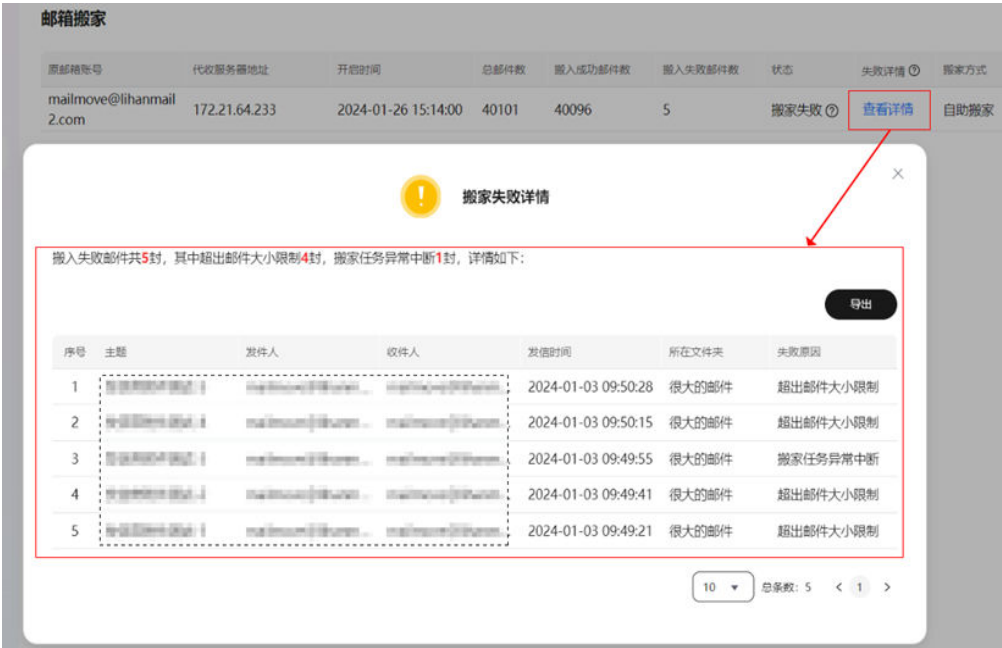 邮箱搬家
原邮箱账号 代收服务器地址 开启时间 总邮件数 搬入成功邮件数 搬入失败邮件数 状态 失败详情 搬家方式
mailmove@lihanmail2.com 172.21.64.233 2024-01-26 15:14:00 40101 40096 5 搬家失败 查看详情 自助搬家
搬家失败详情
搬入失败邮件共5封，其中超出邮件大小限制4封，搬家任务异常中断1封，详情如下：
导出
序号 主题 发件人 收件人 发信时间 所在文件夹 失败原因
1 2024-01-03 09:50:28 很大的邮件 超出邮件大小限制
2 2024-01-03 09:50:15 很大的邮件 超出邮件大小限制
3 2024-01-03 09:49:55 很大的邮件 搬家任务异常中断
4 2024-01-03 09:49:41 很大的邮件 超出邮件大小限制
5 2024-01-03 09:49:21 很大的邮件 超出邮件大小限制
10 总条数：5 < 1 >